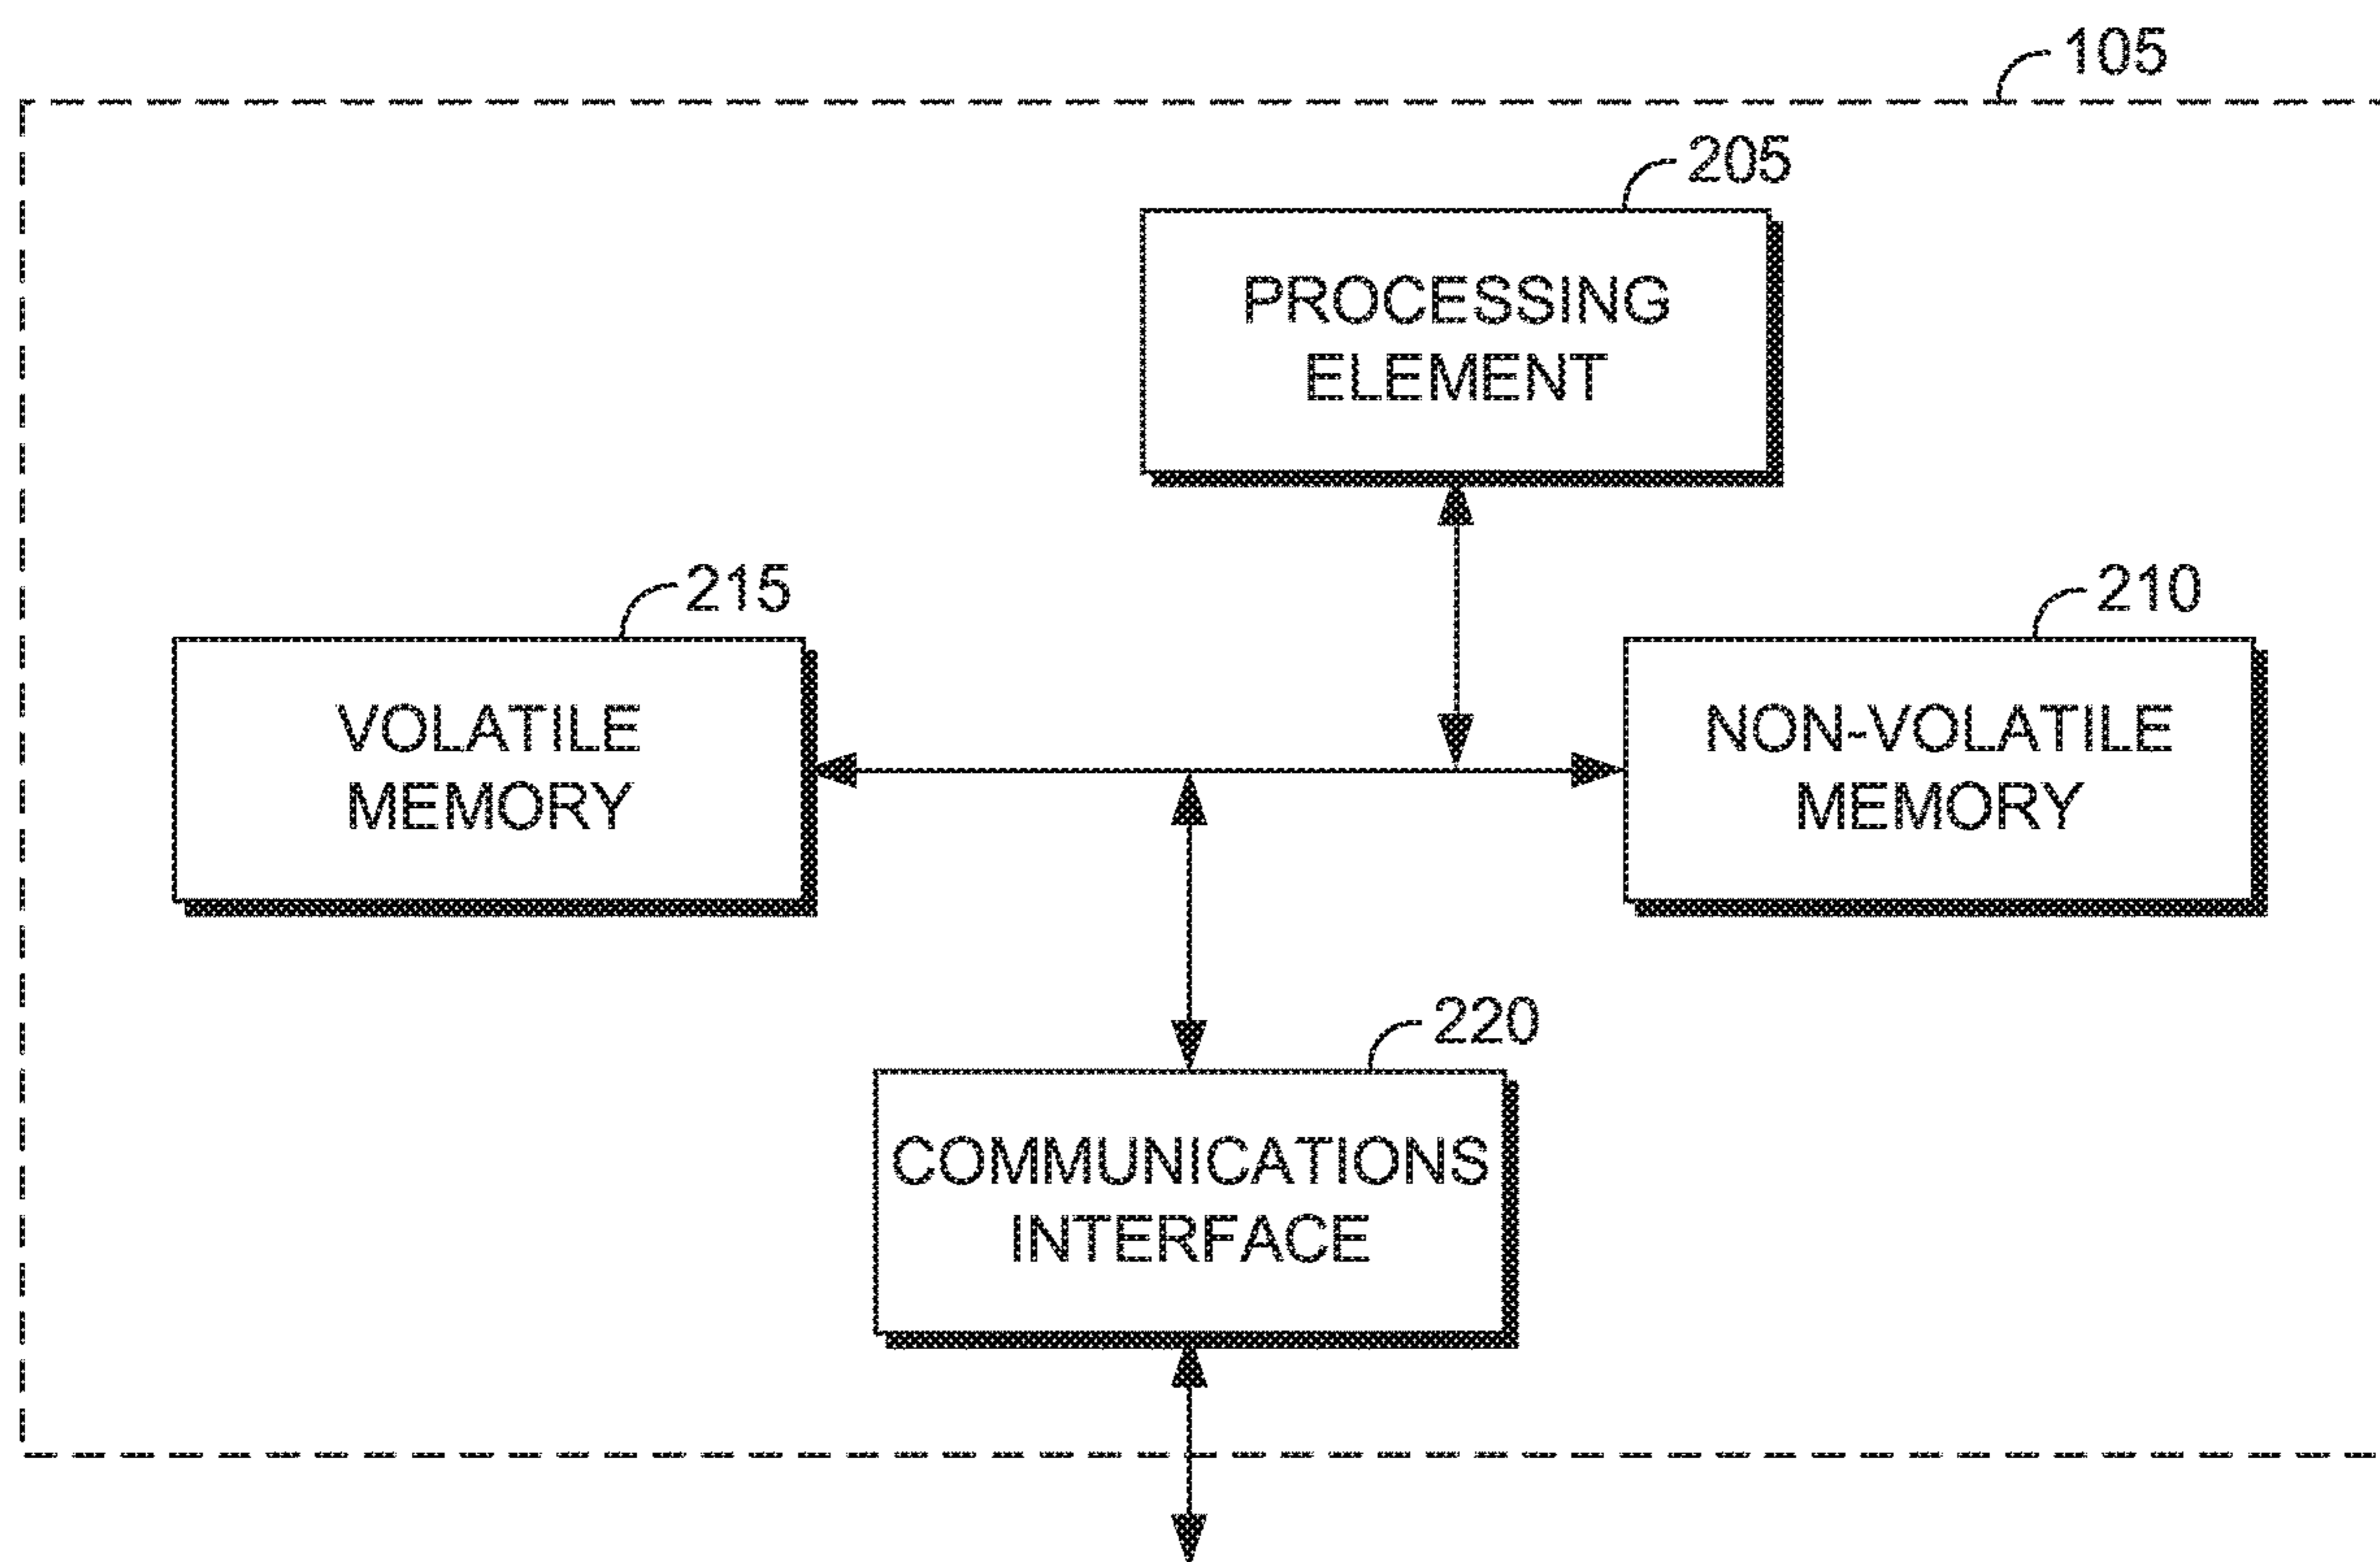 105
205
PROCESSING
ELEMENT
215
210
VOLATILE
MEMORY
NON-VOLATILE
MEMORY
220
COMMUNICATIONS
INTERFACE